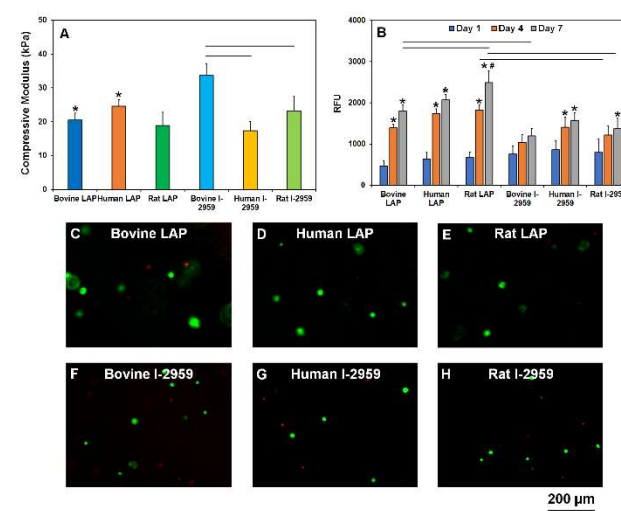 A
Compressive Modulus (kPa)
50
40
30
20
10
0
*
*
Bovine LAP
Human LAP
Rat LAP
Bovine I-2959
Human I-2959
Rat I-2959
B
Day 1 Day 4 Day 7
RFU
4000
3000
2000
1000
0
* * * * * * # * * *
Bovine LAP
Human LAP
Rat LAP
Bovine I-2959
Human I-2959
Rat I-2959
C Bovine LAP
D Human LAP
E Rat LAP
F Bovine I-2959
G Human I-2959
H Rat I-2959
200 µm